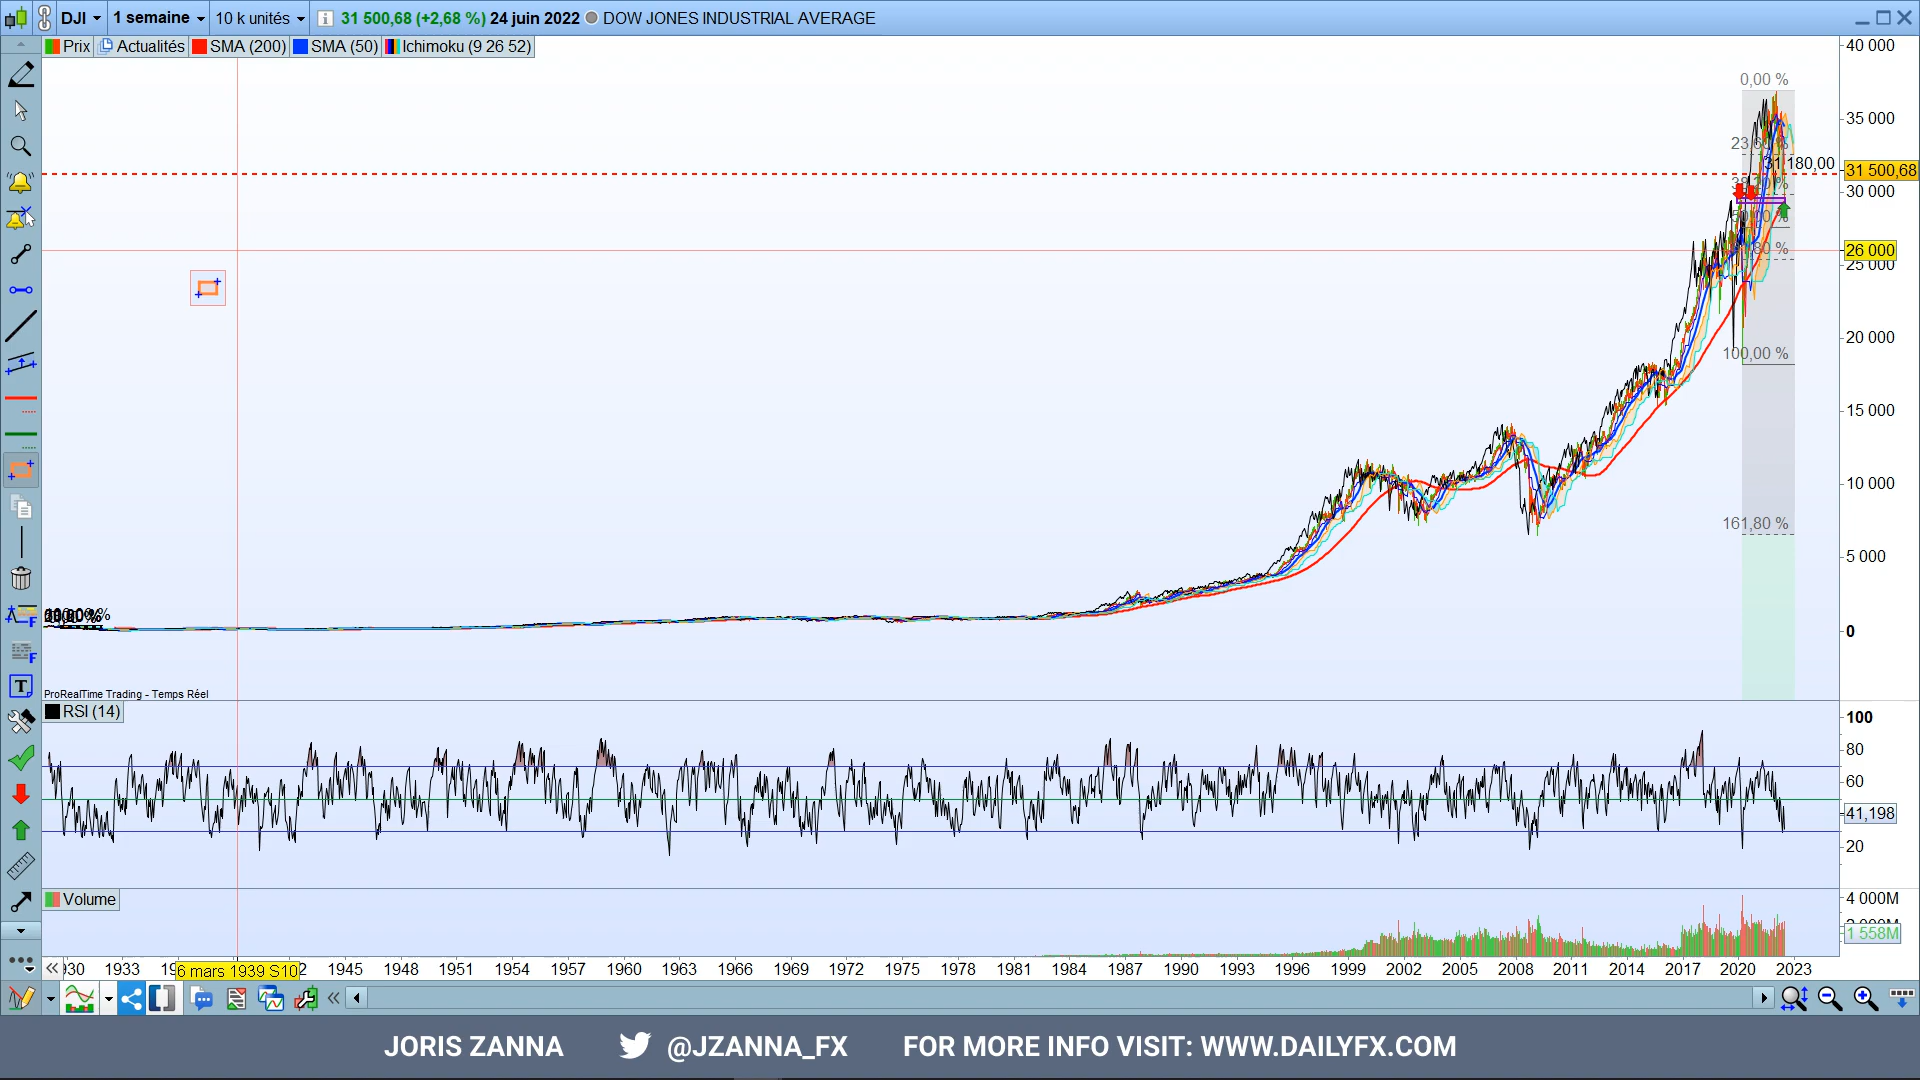 DJI 1 semaine 10 k unités 31 500,68 (+2,68 %) 24 juin 2022 DOW JONES INDUSTRIAL AVERAGE
Prix Actualités SMA (200) SMA (50) Ichimoku (9 26 52)
40 000
0,00 %
35 000
31 180,00
31 500,68
30 000
26 000
25 000
20 000
100,00 %
15 000
10 000
161,80 %
5 000
0
ProRealTime Trading - Temps Réel
RSI (14)
100
80
60
41,198
20
Volume
4 000M
1 558M
1933 6 mars 1939 S10 1945 1948 1951 1954 1957 1960 1963 1966 1969 1972 1975 1978 1981 1984 1987 1990 1993 1996 1999 2002 2005 2008 2011 2014 2017 2020 2023
JORIS ZANNA @JZANNA_FX FOR MORE INFO VISIT: WWW.DAILYFX.COM